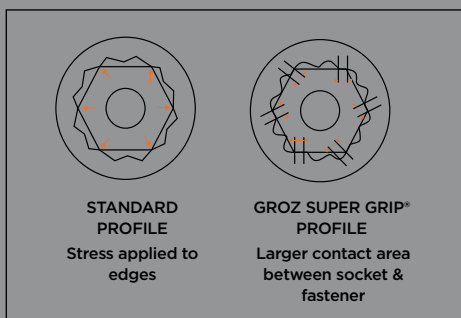 STANDARD
PROFILE
Stress applied to
edges
GROZ SUPER GRIP®
PROFILE
Larger contact area
between socket &
fastener